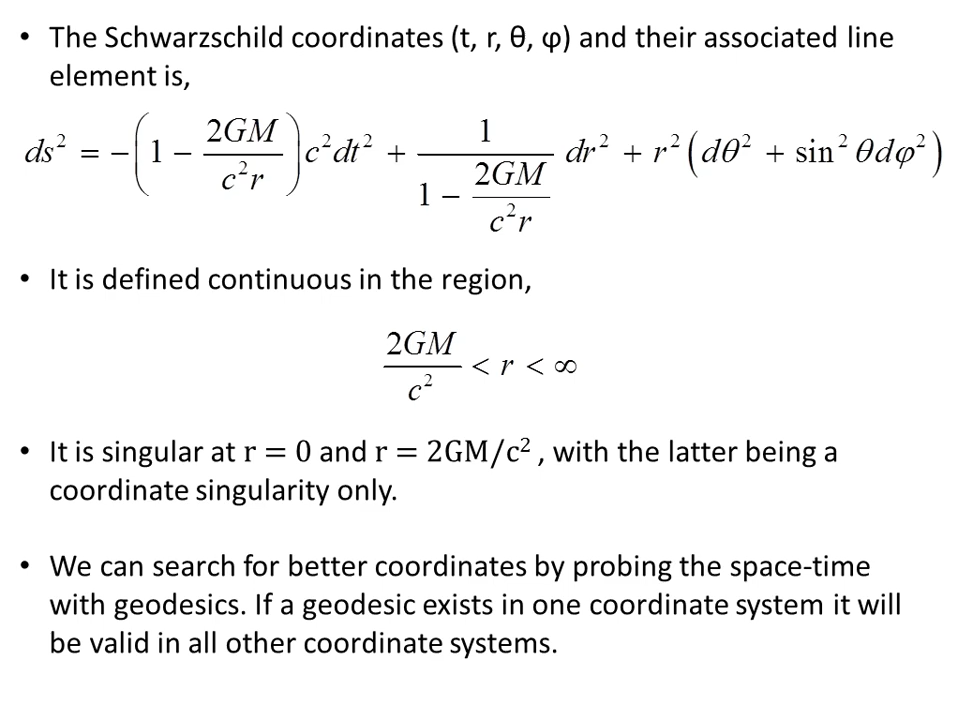 • The Schwarzschild coordinates (t, r, θ, φ) and their associated line
element is,
ds² = −(1 − 2GM/c²r)c²dt² + 1/(1 − 2GM/c²r) dr² + r²(dθ² + sin²θdφ²)
• It is defined continuous in the region,
2GM/c² < r < ∞
• It is singular at r = 0 and r = 2GM/c² , with the latter being a
coordinate singularity only.
• We can search for better coordinates by probing the space-time
with geodesics. If a geodesic exists in one coordinate system it will
be valid in all other coordinate systems.